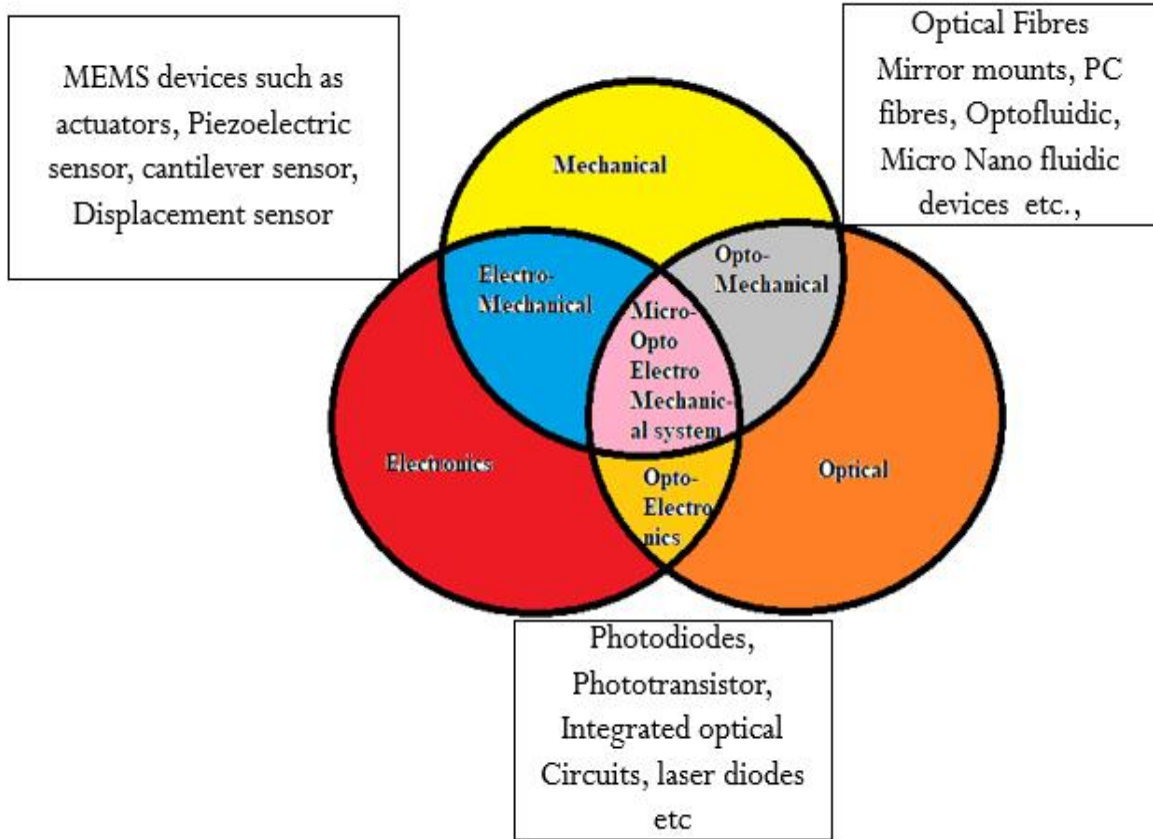 MEMS devices such as
actuators, Piezoelectric
sensor, cantilever sensor,
Displacement sensor
Optical Fibres
Mirror mounts, PC
fibres, Optofluidic,
Micro Nano fluidic
devices  etc.,
Mechanical
Electro-
Mechanical
Opto-
Mechanical
Micro-
Opto
Electro
Mechanic-
al system
Electronics
Optical
Opto-
Electro
nics
Photodiodes,
Phototransistor,
Integrated optical
Circuits, laser diodes
etc